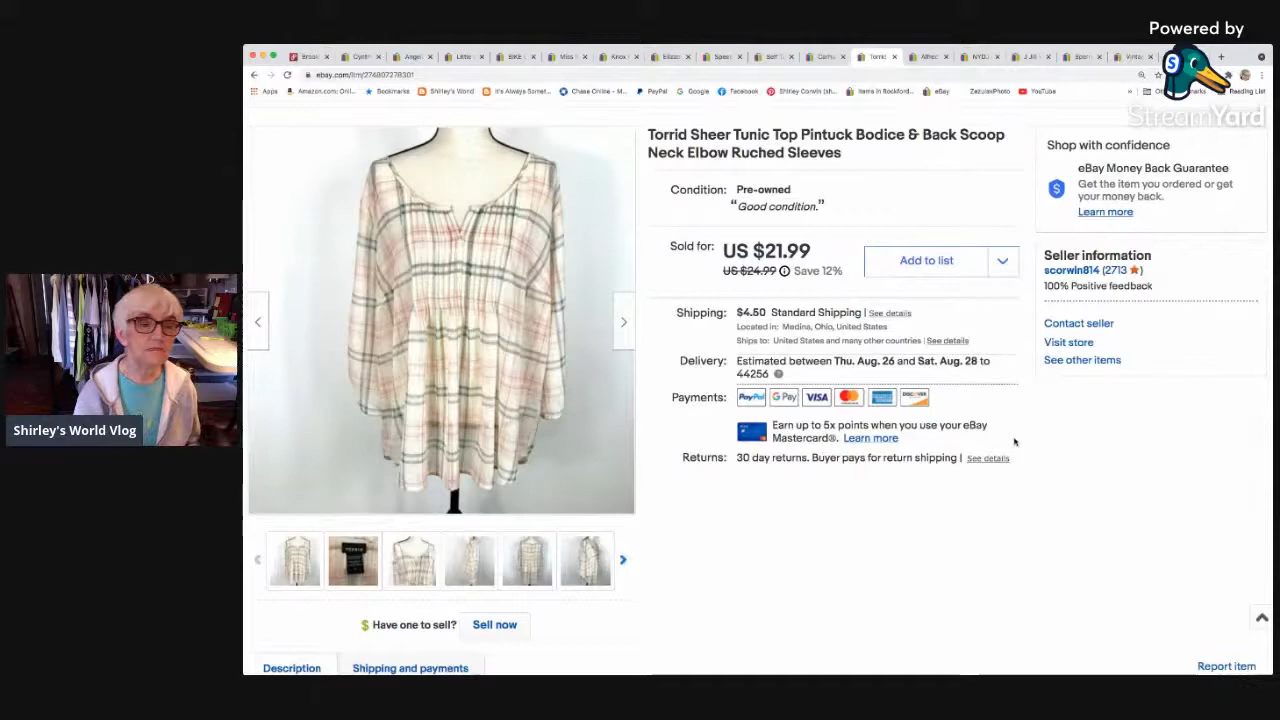 Powered by
StreamYard
ebay.com/itm/274897278301
Apps
Amazon.com: Onli...
Bookmarks
Shirley's World
It's Always Somet...
Chase Online - M...
PayPal
Google
Facebook
Shirley Corwin (sh...
Items in Rockford...
eBay
ZezulavPhoto
YouTube
Reading List
Torrid Sheer Tunic Top Pintuck Bodice & Back Scoop
Neck Elbow Ruched Sleeves
Condition: Pre-owned
“Good condition.”
Sold for: US $21.99
US $24.99 Save 12%
Add to list
Shipping: $4.50 Standard Shipping | See details
Located in: Medina, Ohio, United States
Ships to: United States and many other countries | See details
Delivery: Estimated between Thu. Aug. 26 and Sat. Aug. 28 to
44256
Payments: PayPal G Pay VISA
Earn up to 5x points when you use your eBay
Mastercard®. Learn more
Returns: 30 day returns. Buyer pays for return shipping | See details
Shop with confidence
eBay Money Back Guarantee
Get the item you ordered or get
your money back.
Learn more
Seller information
scorwin814 (2713)
100% Positive feedback
Contact seller
Visit store
See other items
Shirley's World Vlog
Have one to sell? Sell now
Description
Shipping and payments
Report item